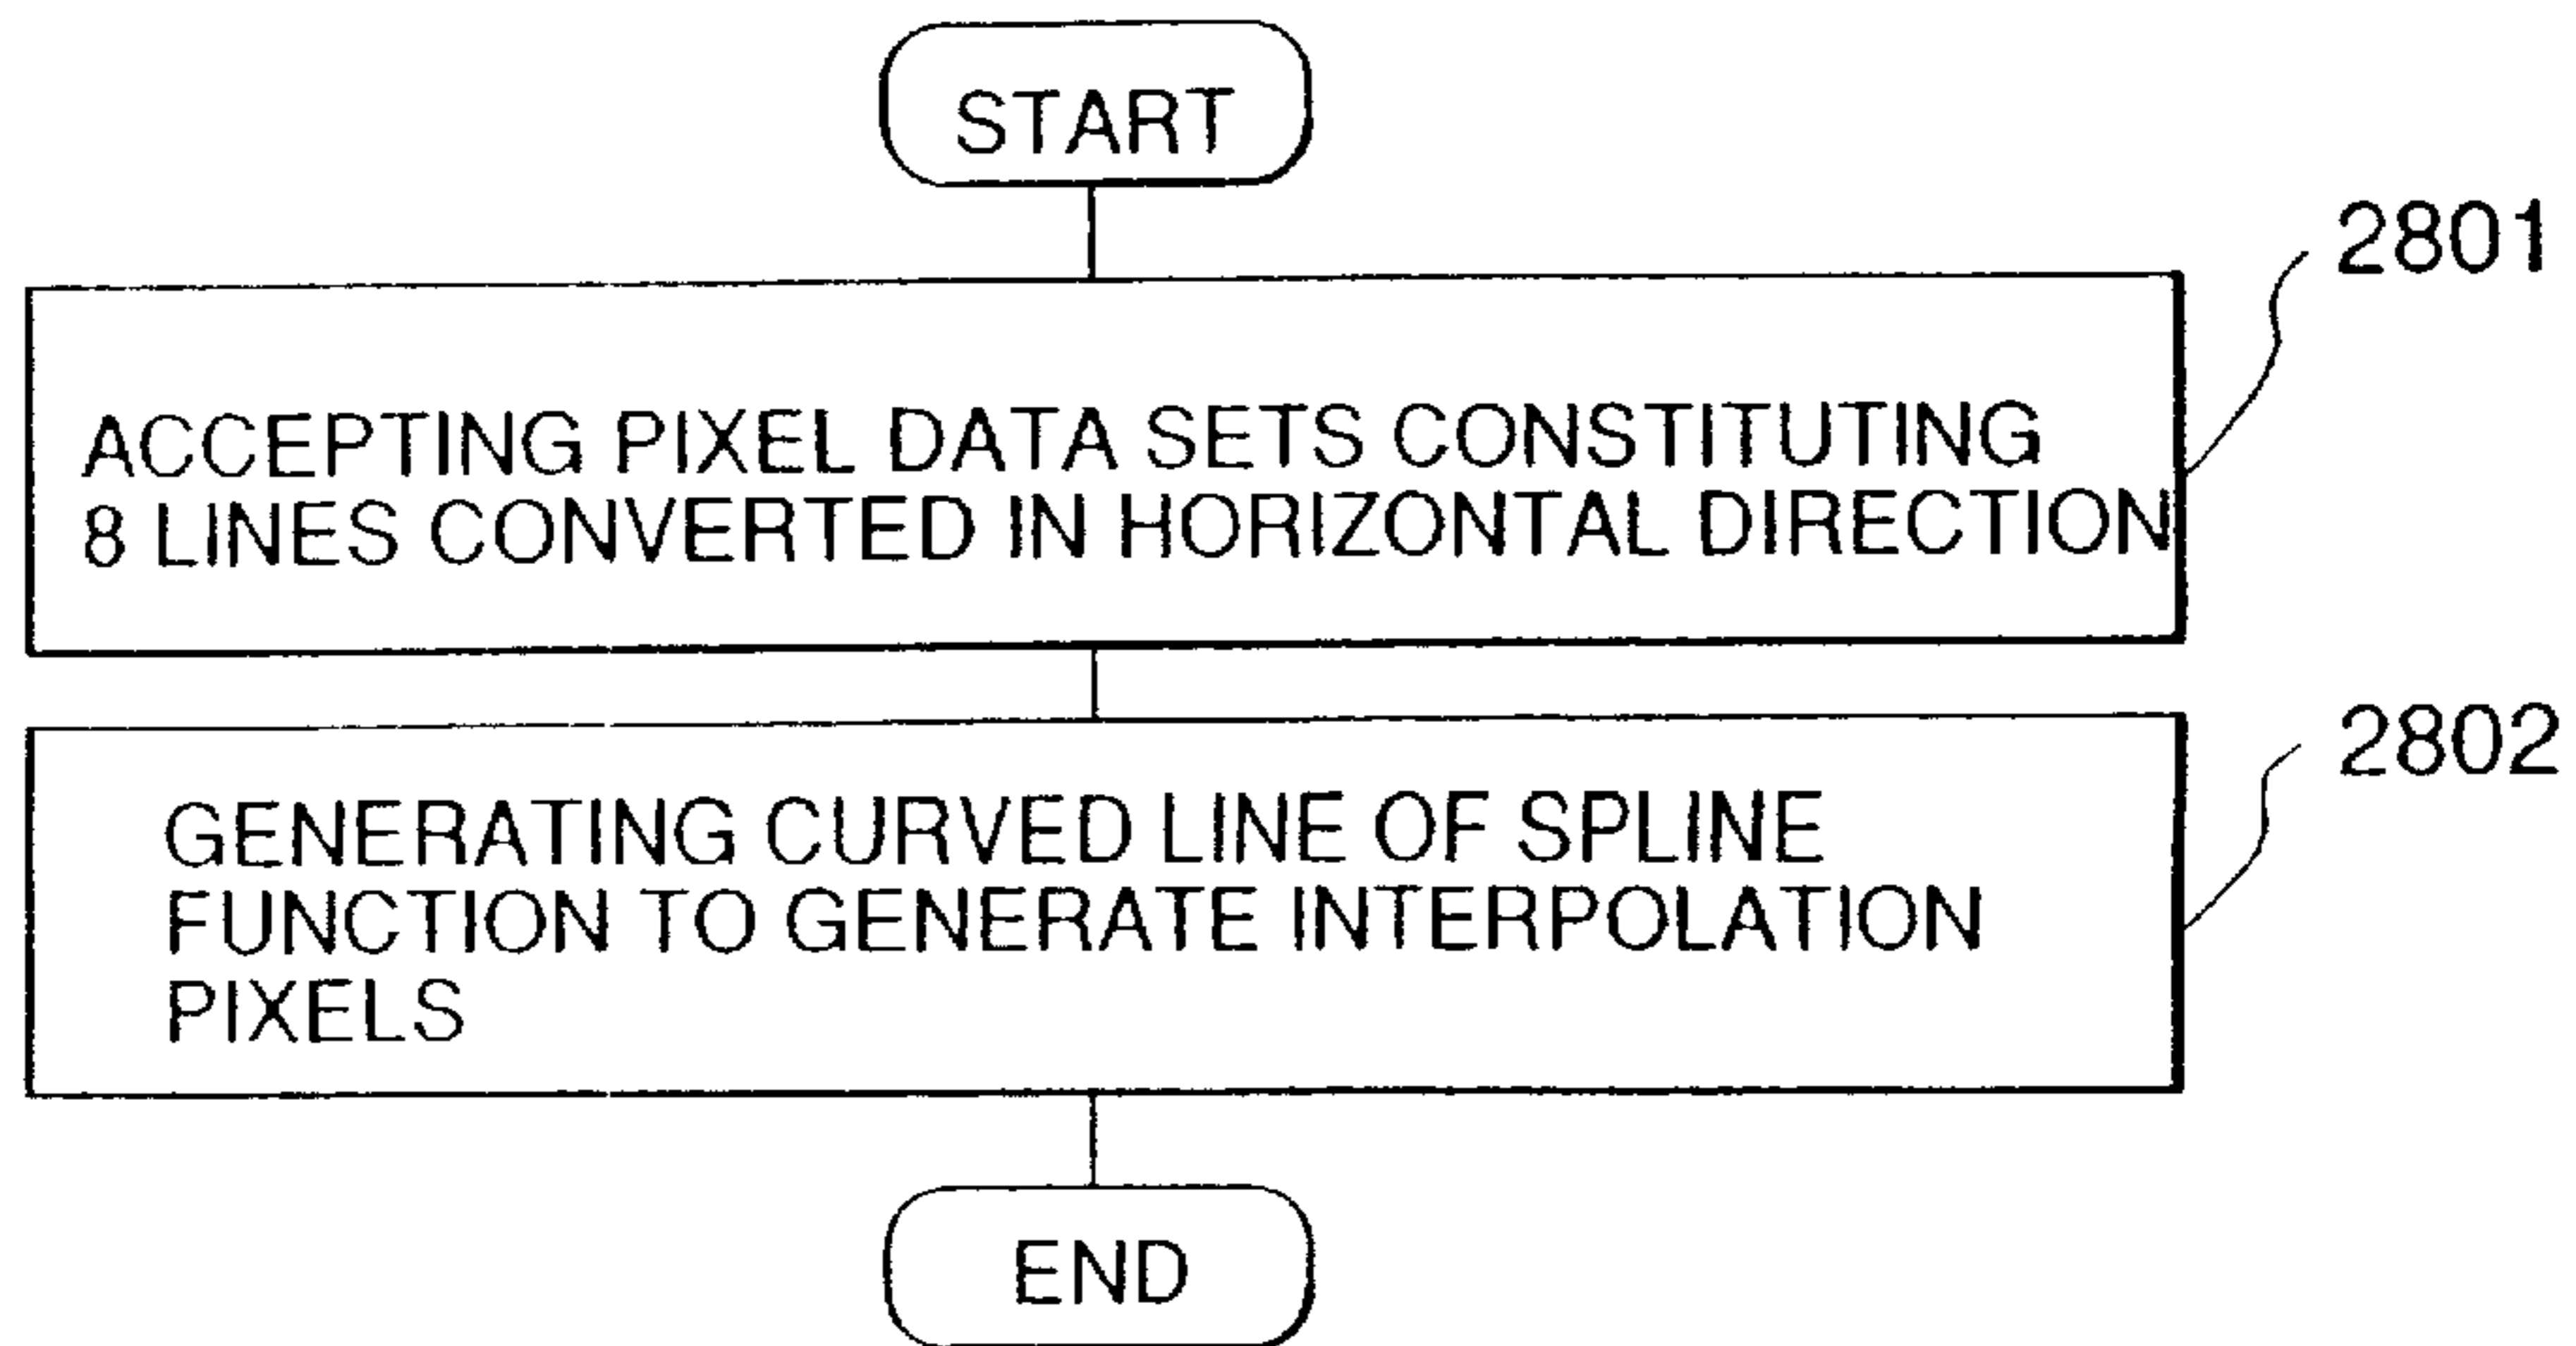 START
2801
ACCEPTING PIXEL DATA SETS CONSTITUTING
8 LINES CONVERTED IN HORIZONTAL DIRECTION
2802
GENERATING CURVED LINE OF SPLINE
FUNCTION TO GENERATE INTERPOLATION
PIXELS
END